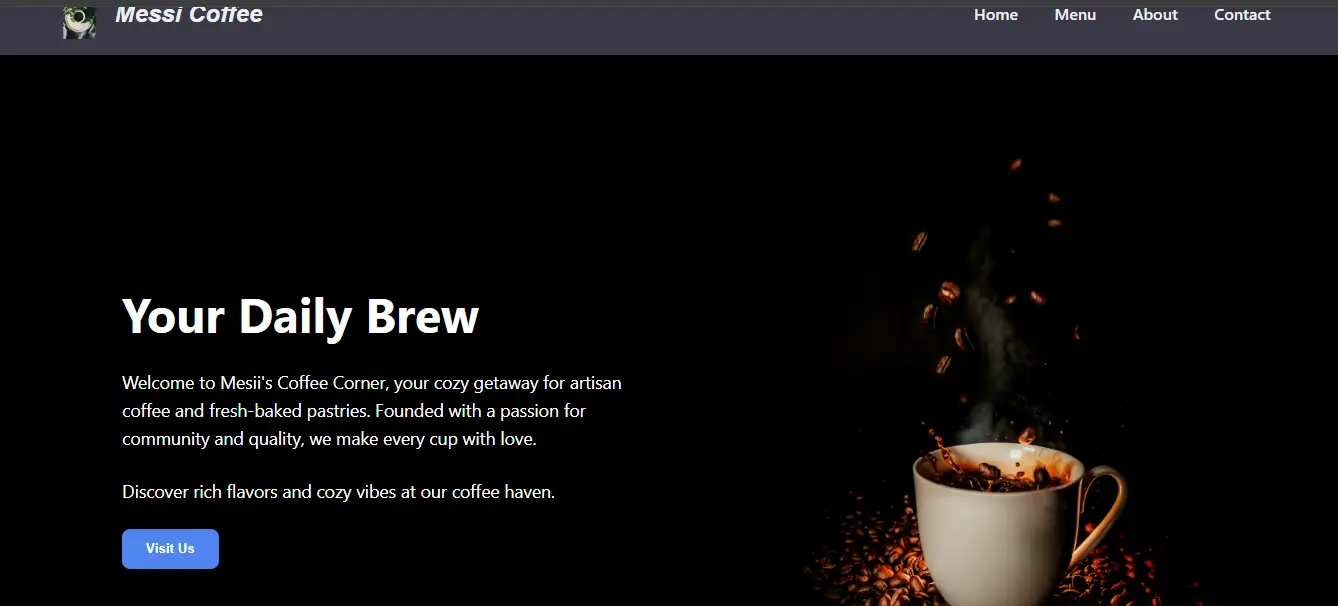 Messi Coffee
Home Menu About Contact
Your Daily Brew
Welcome to Mesii's Coffee Corner, your cozy getaway for artisan
coffee and fresh-baked pastries. Founded with a passion for
community and quality, we make every cup with love.
Discover rich flavors and cozy vibes at our coffee haven.
Visit Us